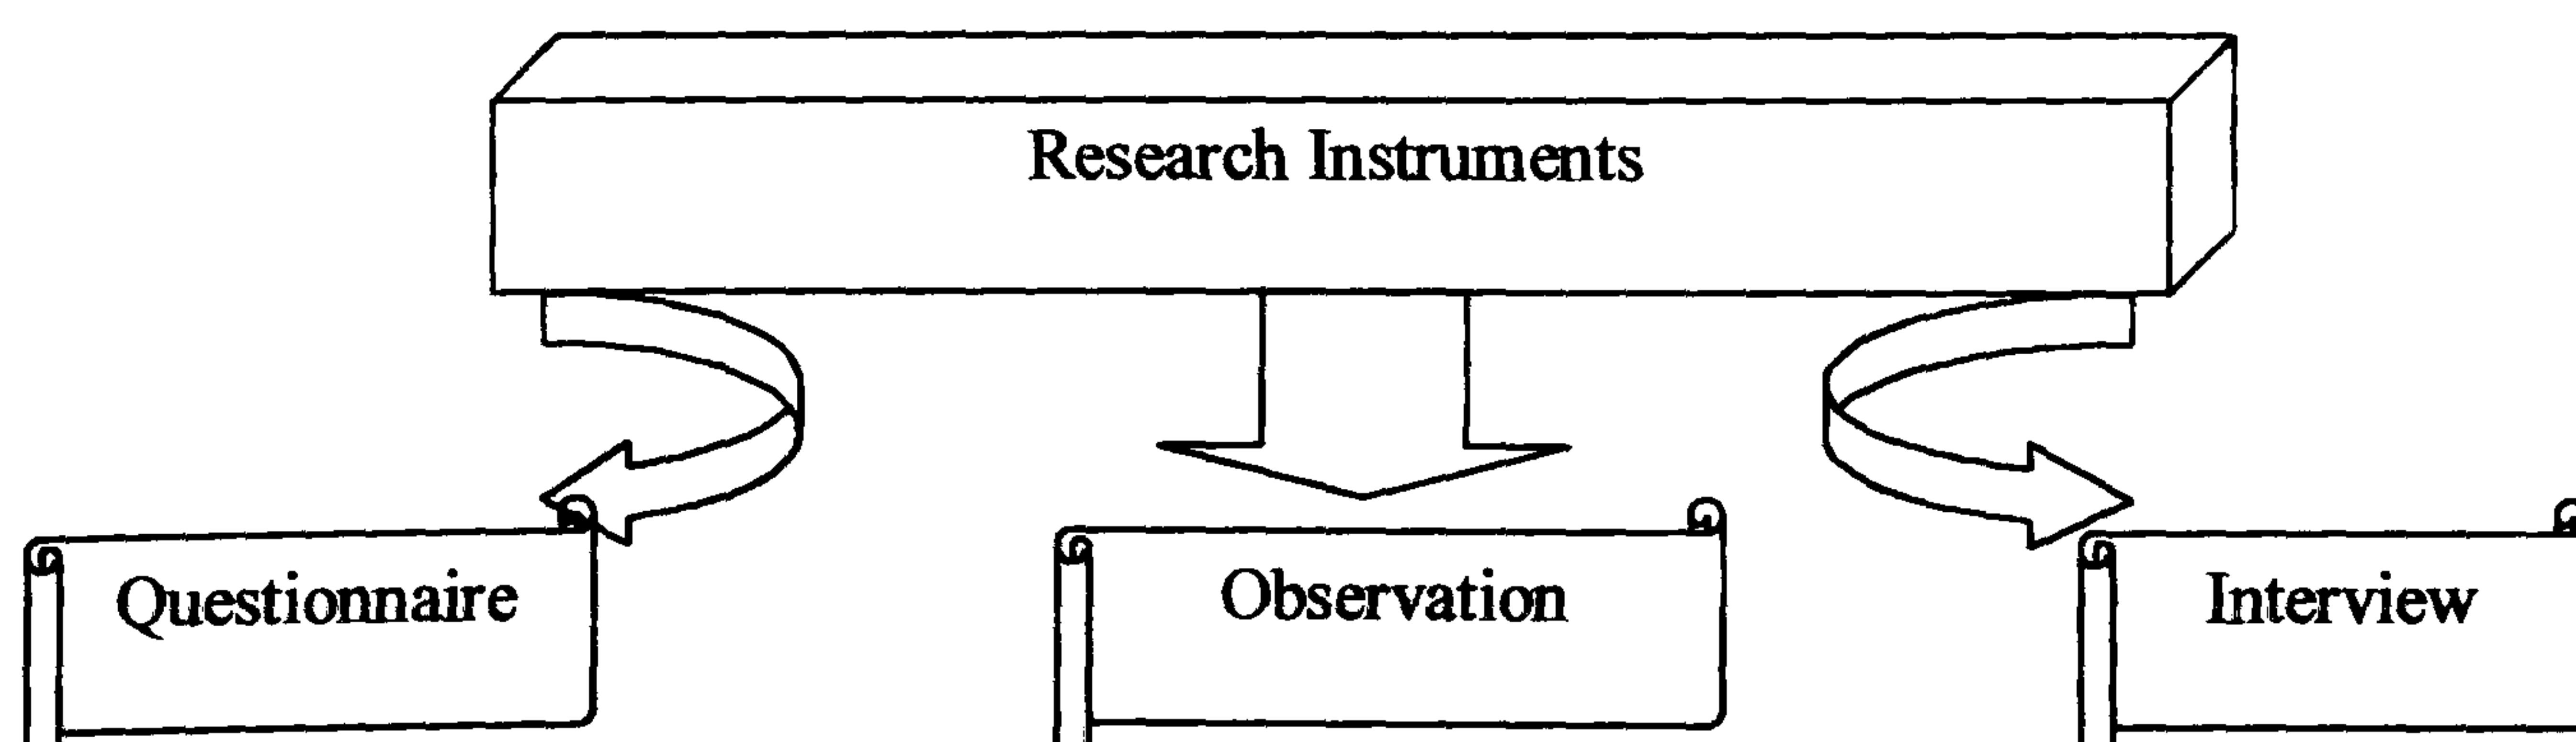 Research Instruments
Questionnaire
Observation
Interview